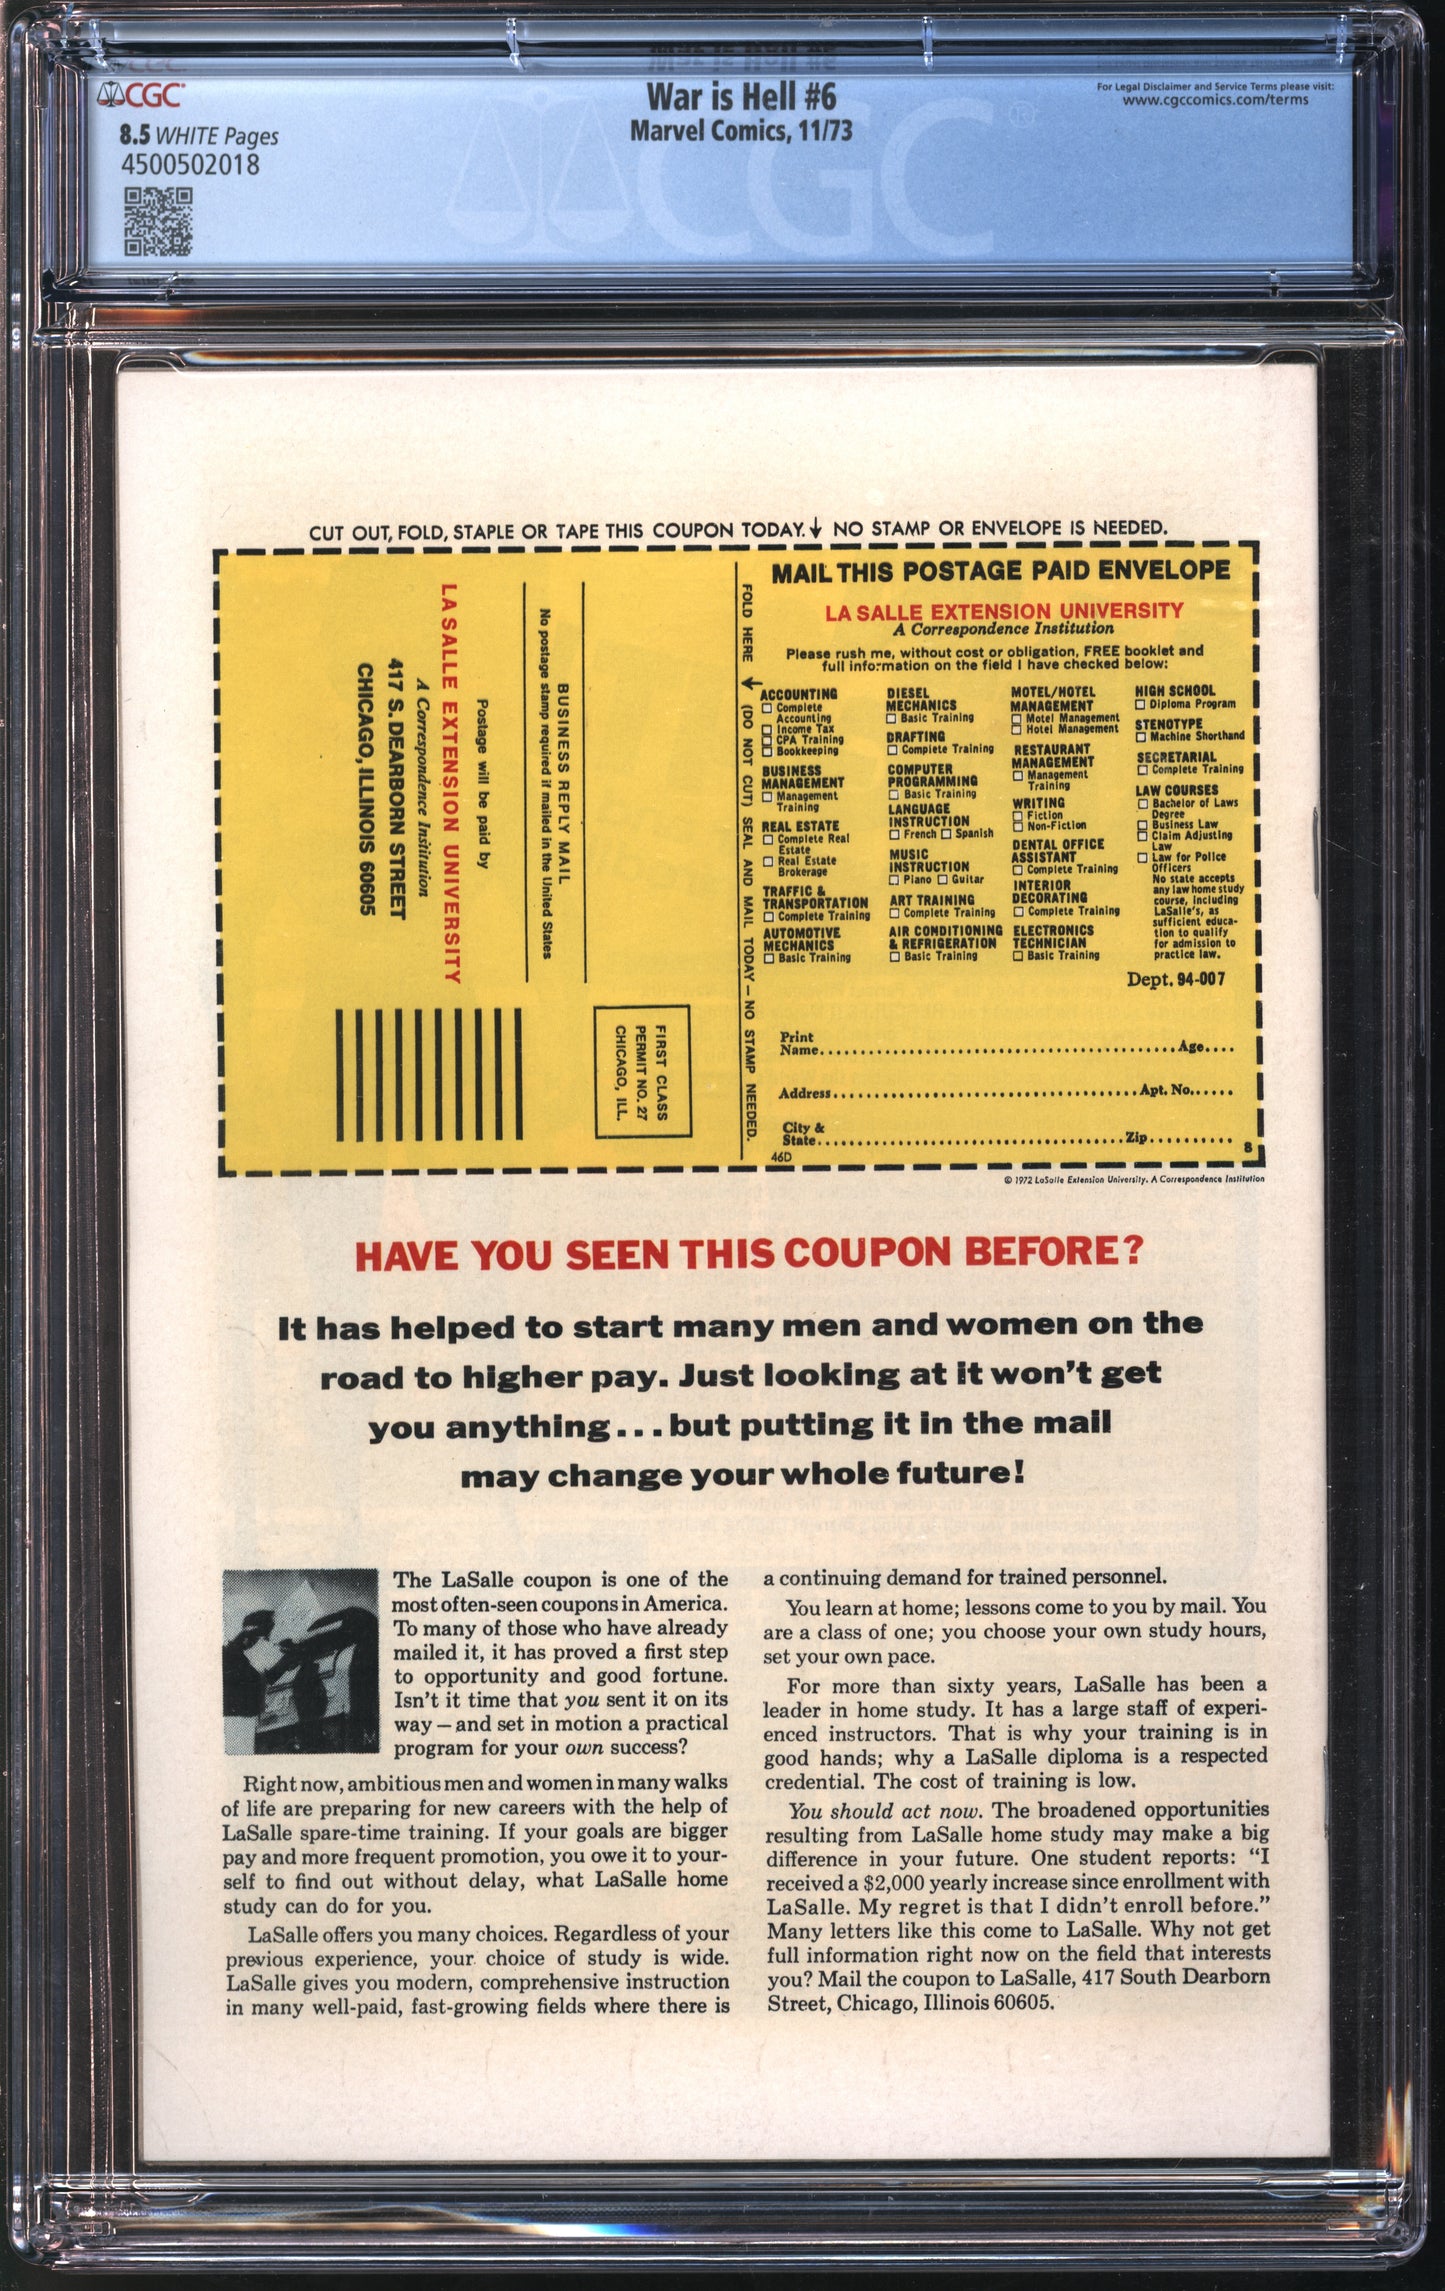 CGC
War is Hell #6
Marvel Comics, 11/73
For Legal Disclaimer and Service Terms please visit:
www.cgccomics.com/terms
8.5 WHITE Pages
4500502018
CUT OUT, FOLD, STAPLE OR TAPE THIS COUPON TODAY. NO STAMP OR ENVELOPE IS NEEDED.
FIRST CLASS
PERMIT NO. 27
CHICAGO, ILL.
BUSINESS REPLY MAIL
No postage stamp required if mailed in the United States
Postage will be paid by
LA SALLE EXTENSION UNIVERSITY
A Correspondence Institution
417 S. DEARBORN STREET
CHICAGO, ILLINOIS 60605
FOLD HERE (DO NOT CUT) SEAL AND MAIL TODAY — NO STAMP NEEDED.
MAIL THIS POSTAGE PAID ENVELOPE
LA SALLE EXTENSION UNIVERSITY
A Correspondence Institution
Please rush me, without cost or obligation, FREE booklet and
full information on the field I have checked below:
ACCOUNTING
Complete
Accounting
Income Tax
CPA Training
Bookkeeping
BUSINESS
MANAGEMENT
Management
Training
REAL ESTATE
Complete Real
Estate
Real Estate
Brokerage
TRAFFIC &
TRANSPORTATION
Complete Training
AUTOMOTIVE
MECHANICS
Basic Training
DIESEL
MECHANICS
Basic Training
DRAFTING
Complete Training
COMPUTER
PROGRAMMING
Basic Training
LANGUAGE
INSTRUCTION
French Spanish
MUSIC
INSTRUCTION
Piano Guitar
ART TRAINING
Complete Training
AIR CONDITIONING
& REFRIGERATION
Basic Training
MOTEL/HOTEL
MANAGEMENT
Motel Management
Hotel Management
RESTAURANT
MANAGEMENT
Management
Training
WRITING
Fiction
Non-Fiction
DENTAL OFFICE
ASSISTANT
Complete Training
INTERIOR
DECORATING
Complete Training
ELECTRONICS
TECHNICIAN
Basic Training
HIGH SCHOOL
Diploma Program
STENOTYPE
Machine Shorthand
SECRETARIAL
Complete Training
LAW COURSES
Bachelor of Laws
Degree
Business Law
Claim Adjusting
Law
Law for Police
Officers
No state accepts
any law home study
course, including
LaSalle's, as
sufficient educa-
tion to qualify
for admission to
practice law.
Dept. 94-007
Print
Name Age
Address Apt. No.
City &
State Zip
46D 8
© 1972 LaSalle Extension University. A Correspondence Institution
HAVE YOU SEEN THIS COUPON BEFORE?
It has helped to start many men and women on the
road to higher pay. Just looking at it won't get
you anything...but putting it in the mail
may change your whole future!
The LaSalle coupon is one of the
most often-seen coupons in America.
To many of those who have already
mailed it, it has proved a first step
to opportunity and good fortune.
Isn't it time that you sent it on its
way—and set in motion a practical
program for your own success?
Right now, ambitious men and women in many walks
of life are preparing for new careers with the help of
LaSalle spare-time training. If your goals are bigger
pay and more frequent promotion, you owe it to your-
self to find out without delay, what LaSalle home
study can do for you.
LaSalle offers you many choices. Regardless of your
previous experience, your choice of study is wide.
LaSalle gives you modern, comprehensive instruction
in many well-paid, fast-growing fields where there is
a continuing demand for trained personnel.
You learn at home; lessons come to you by mail. You
are a class of one; you choose your own study hours,
set your own pace.
For more than sixty years, LaSalle has been a
leader in home study. It has a large staff of experi-
enced instructors. That is why your training is in
good hands; why a LaSalle diploma is a respected
credential. The cost of training is low.
You should act now. The broadened opportunities
resulting from LaSalle home study may make a big
difference in your future. One student reports: "I
received a $2,000 yearly increase since enrollment with
LaSalle. My regret is that I didn't enroll before."
Many letters like this come to LaSalle. Why not get
full information right now on the field that interests
you? Mail the coupon to LaSalle, 417 South Dearborn
Street, Chicago, Illinois 60605.